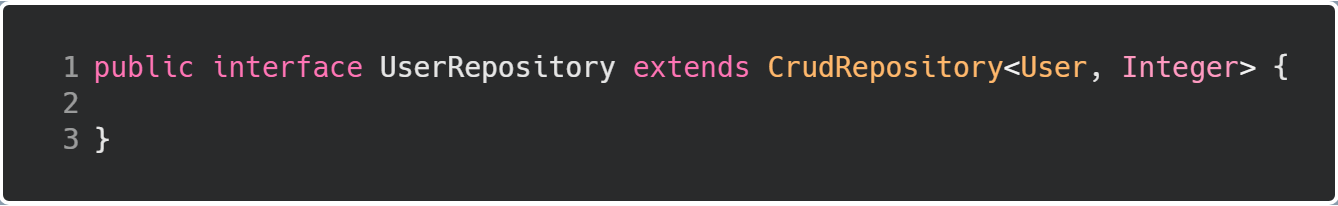 1 public interface UserRepository extends CrudRepository<User, Integer> {
2
3 }